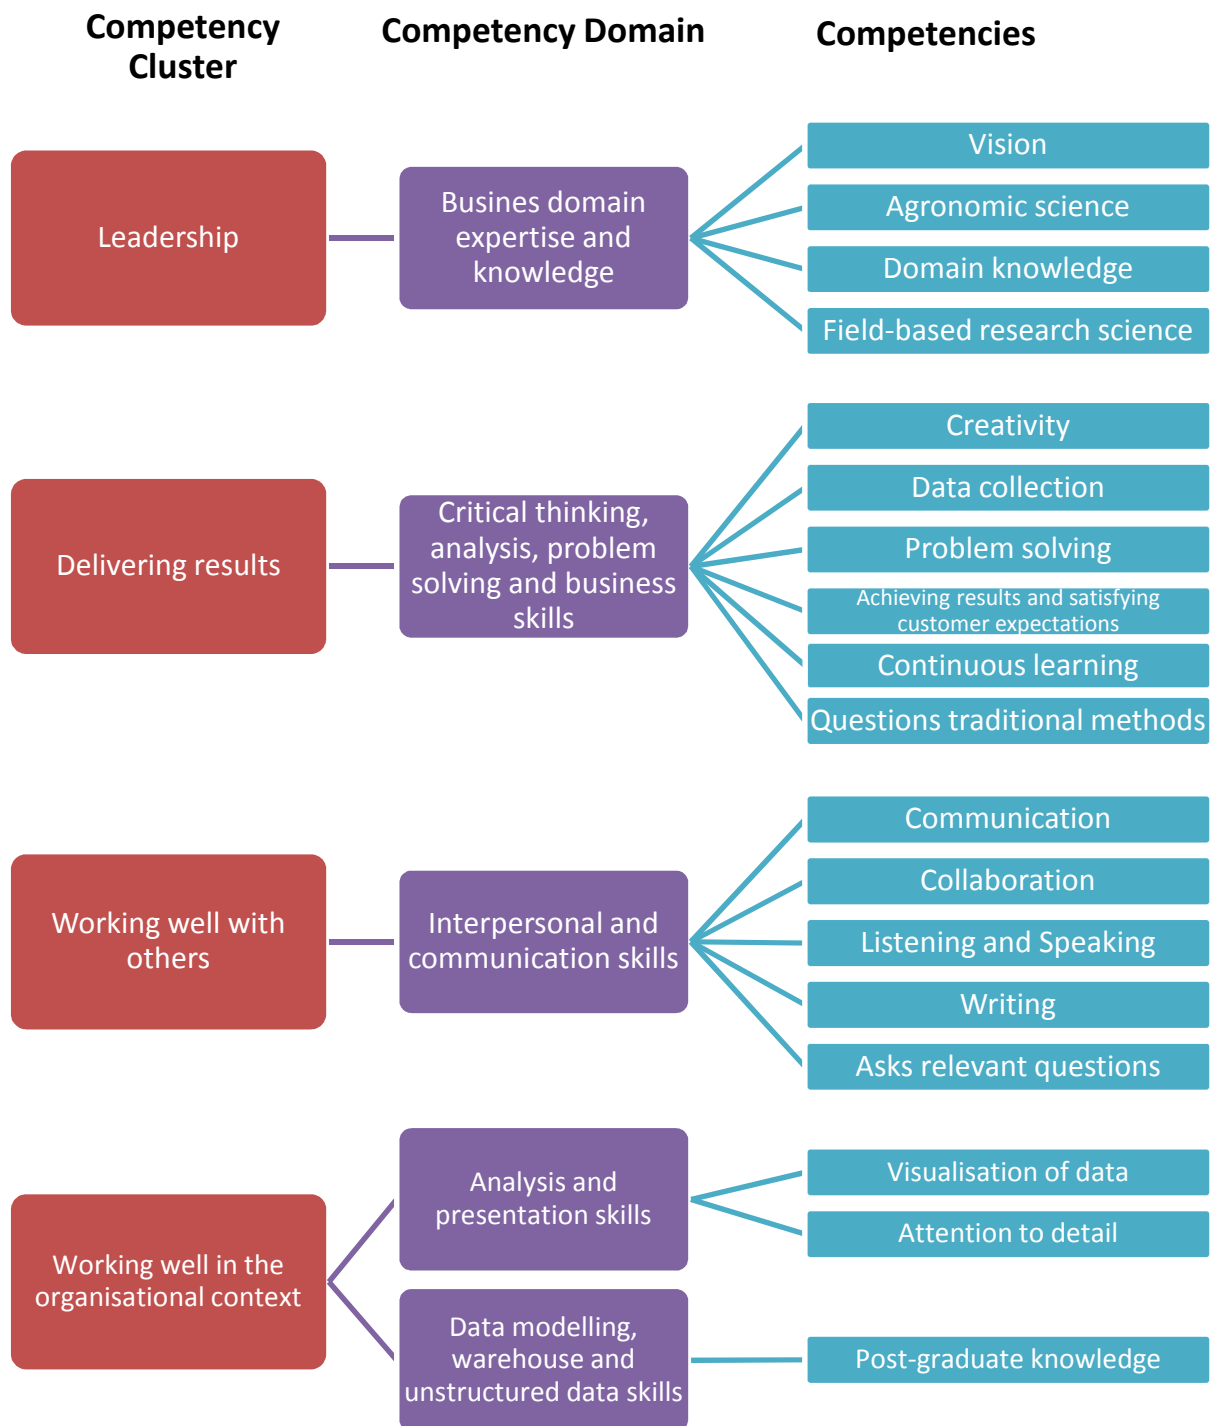 Competency
Cluster
Competency Domain
Competencies
Leadership
Busines domain
expertise and
knowledge
Vision
Agronomic science
Domain knowledge
Field-based research science
Delivering results
Critical thinking,
analysis, problem
solving and business
skills
Creativity
Data collection
Problem solving
Achieving results and satisfying
customer expectations
Continuous learning
Questions traditional methods
Working well with
others
Interpersonal and
communication skills
Communication
Collaboration
Listening and Speaking
Writing
Asks relevant questions
Working well in the
organisational context
Analysis and
presentation skills
Visualisation of data
Attention to detail
Data modelling,
warehouse and
unstructured data skills
Post-graduate knowledge